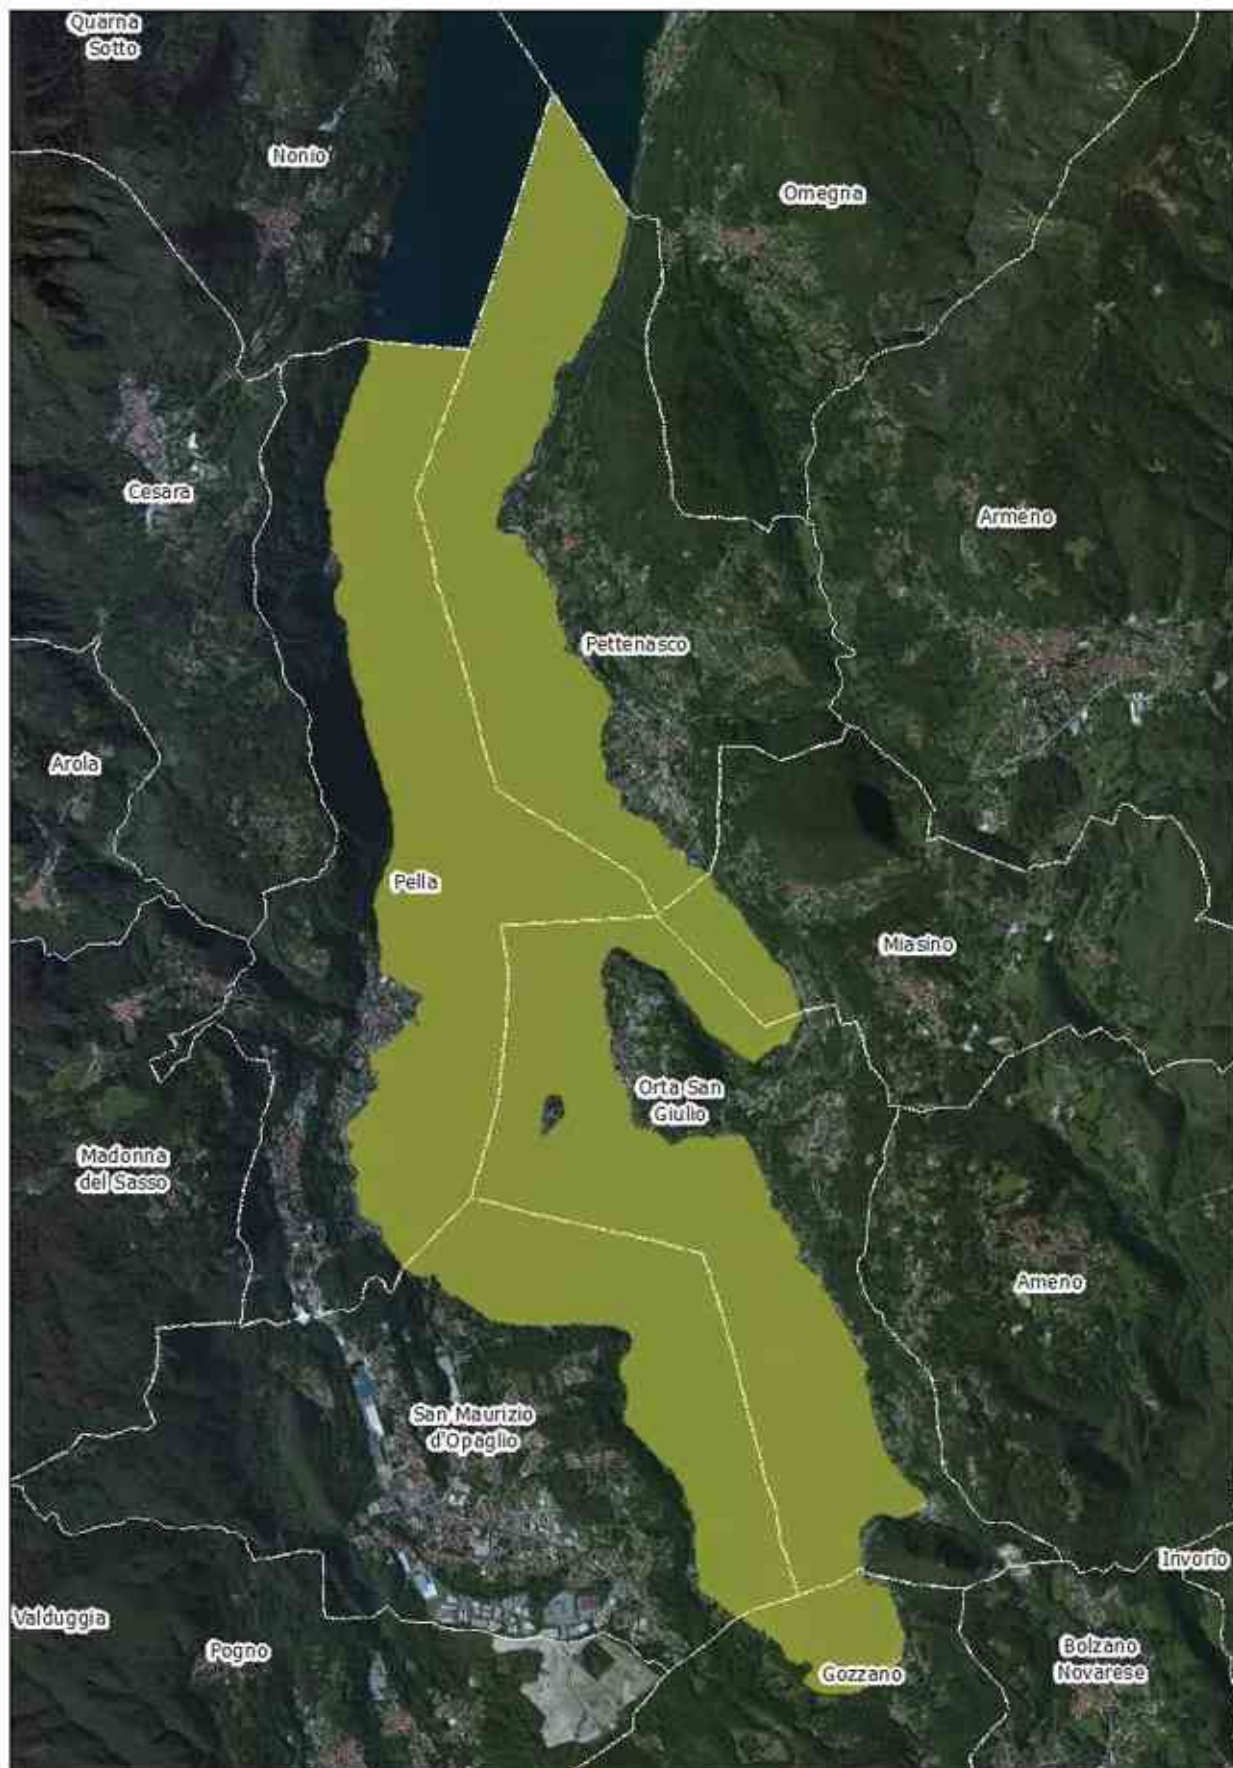 Quarna
Sotto
Nonio
Omegna
Cesara
Armeno
Pettenasco
Arola
Pella
Miasino
Orta San
Giulio
Madonna
del Sasso
Ameno
San Maurizio
d'Opaglio
Invorio
Valduggia
Pogno
Bolzano
Novarese
Gozzano